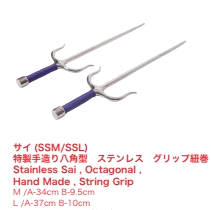 サイ (SSM/SSL)
特製手造り八角型　ステンレス　グリップ紐巻
Stainless Sai , Octagonal ,
Hand Made , String Grip
M /A-34cm B-9.5cm
L /A-37cm B-10cm